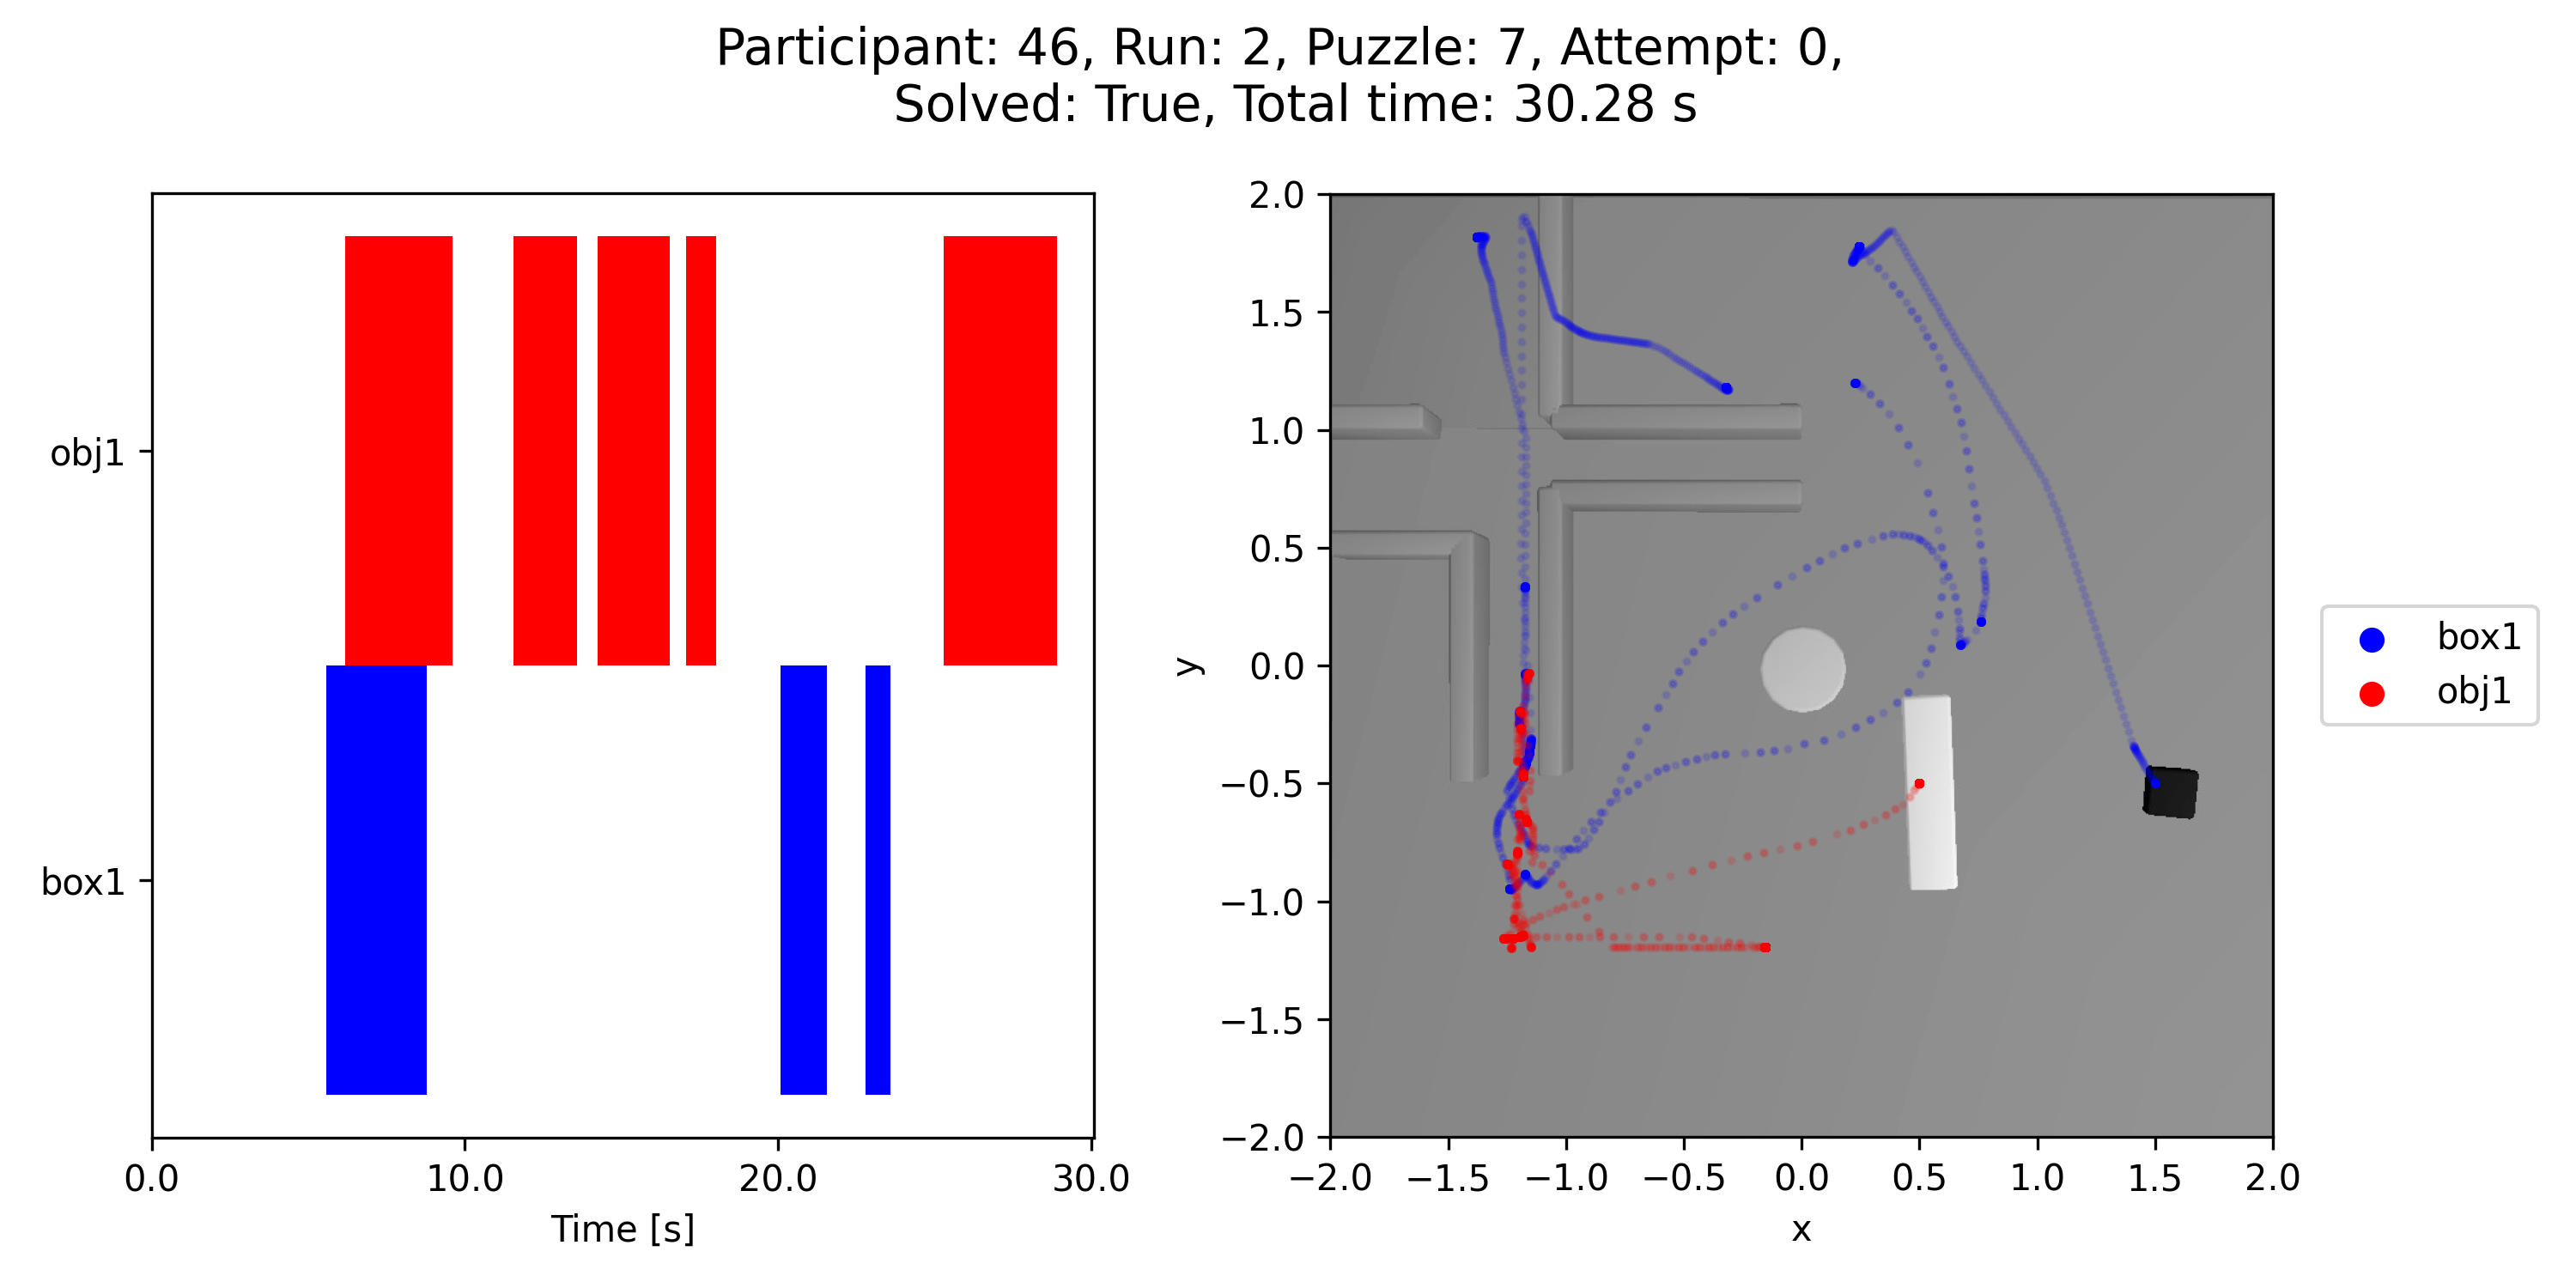 Participant: 46, Run: 2, Puzzle: 7, Attempt: 0,
Solved: True, Total time: 30.28 s
obj1
box1
0.0 10.0 20.0 30.0
Time [s]
2.0
1.5
1.0
0.5
0.0
−0.5
−1.0
−1.5
−2.0
y
−2.0 −1.5 −1.0 −0.5 0.0 0.5 1.0 1.5 2.0
x
box1
obj1